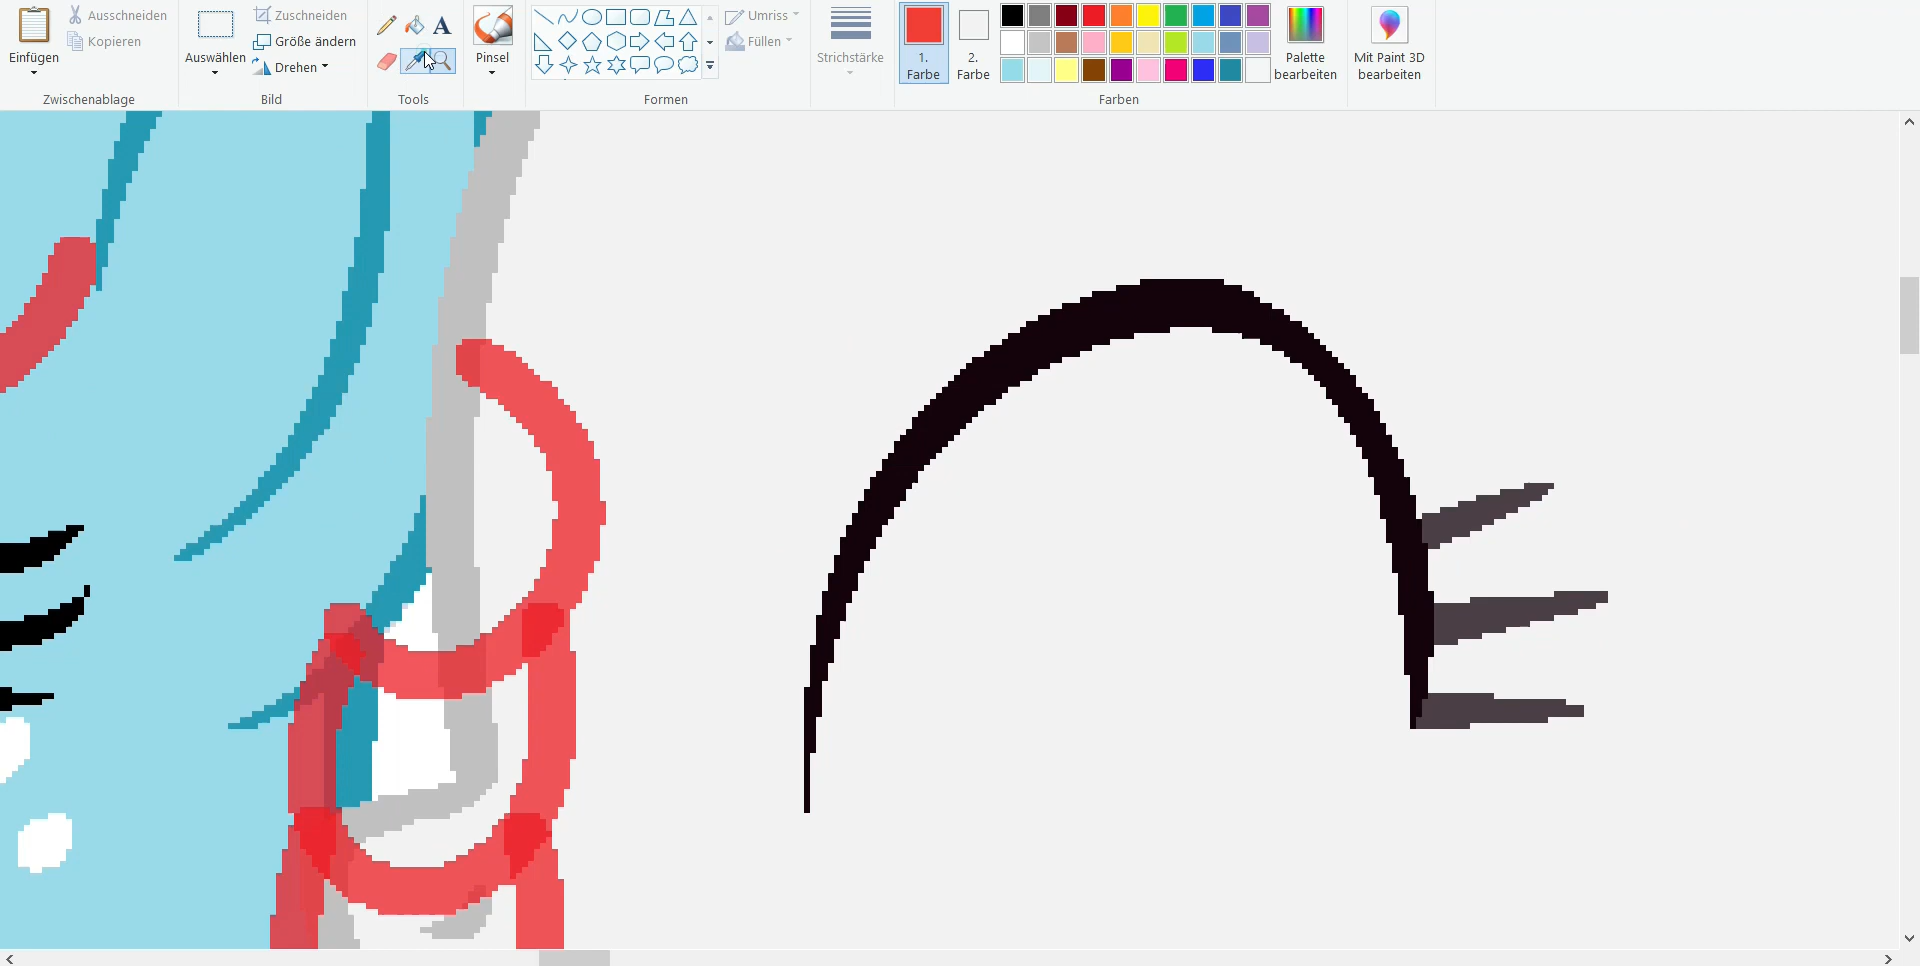 Einfügen
Ausschneiden
Kopieren
Zwischenablage
Auswählen
Zuschneiden
Größe ändern
Drehen
Bild
A
Tools
Pinsel
Umriss
Füllen
Formen
Strichstärke
1.
Farbe
2.
Farbe
Palette
bearbeiten
Farben
Mit Paint 3D
bearbeiten